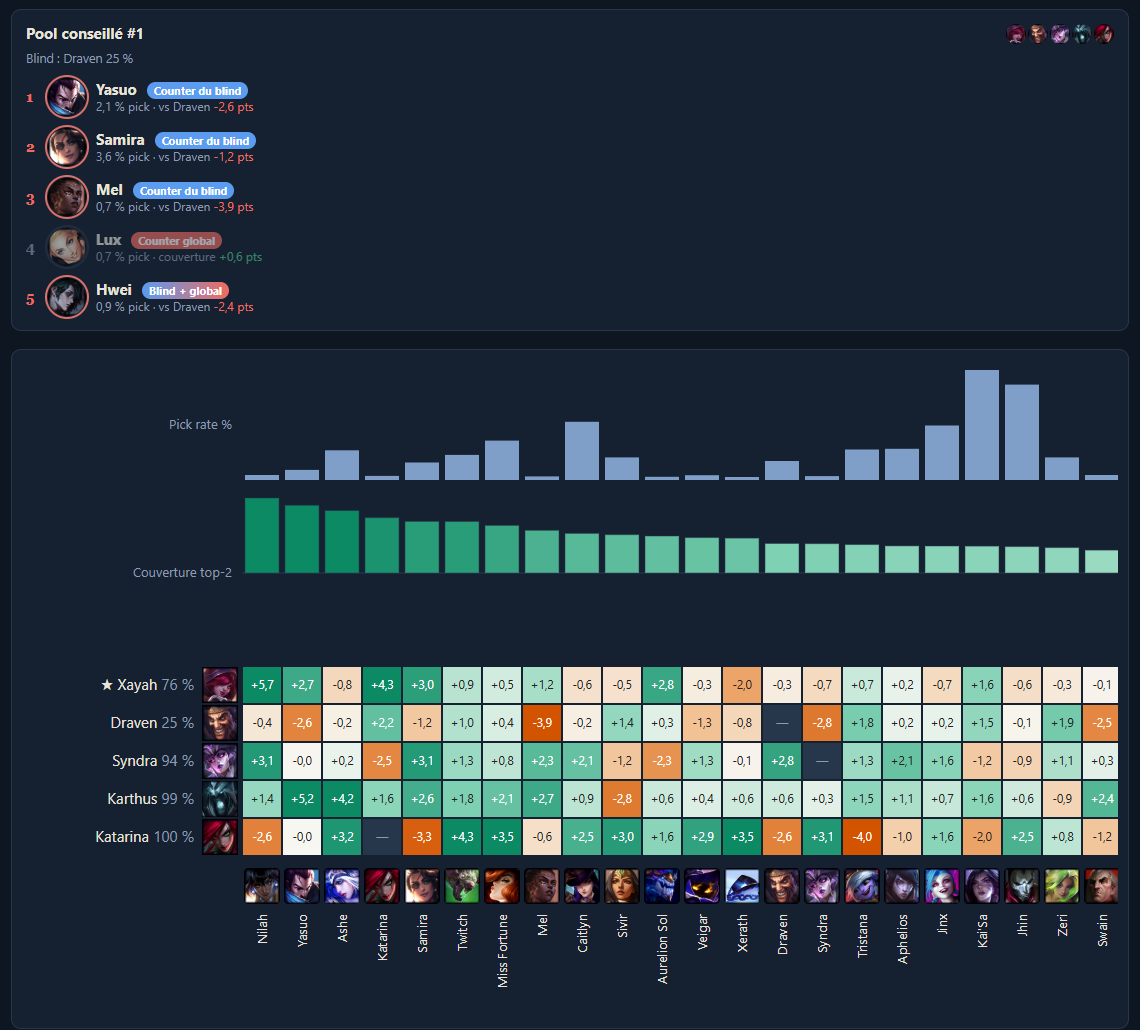 Pool conseillé #1
Blind : Draven 25 %
1 Yasuo Counter du blind
2,1 % pick · vs Draven -2,6 pts
2 Samira Counter du blind
3,6 % pick · vs Draven -1,2 pts
3 Mel Counter du blind
0,7 % pick · vs Draven -3,9 pts
4 Lux Counter global
0,7 % pick · couverture +0,6 pts
5 Hwei Blind + global
0,9 % pick · vs Draven -2,4 pts
Pick rate %
Couverture top-2
★ Xayah 76 % +5,7 +2,7 -0,8 +4,3 +3,0 +0,9 +0,5 +1,2 -0,6 -0,5 +2,8 -0,3 -2,0 -0,3 -0,7 +0,7 +0,2 -0,7 +1,6 -0,6 -0,3 -0,1
Draven 25 % -0,4 -2,6 -0,2 +2,2 -1,2 +1,0 +0,4 -3,9 -0,2 +1,4 +0,3 -1,3 -0,8 — -2,8 +1,8 +0,2 +0,2 +1,5 -0,1 +1,9 -2,5
Syndra 94 % +3,1 -0,0 +0,2 -2,5 +3,1 +1,3 +0,8 +2,3 +2,1 -1,2 -2,3 +1,3 -0,1 +2,8 — +1,3 +2,1 +1,6 -1,2 -0,9 +1,1 +0,3
Karthus 99 % +1,4 +5,2 +4,2 +1,6 +2,6 +1,8 +2,1 +2,7 +0,9 -2,8 +0,6 +0,4 +0,6 +0,6 +0,3 +1,5 +1,1 +0,7 +1,6 +0,6 -0,9 +2,4
Katarina 100 % -2,6 -0,0 +3,2 — -3,3 +4,3 +3,5 -0,6 +2,5 +3,0 +1,6 +2,9 +3,5 -2,6 +3,1 -4,0 -1,0 +1,6 -2,0 +2,5 +0,8 -1,2
Nilah
Yasuo
Ashe
Katarina
Samira
Twitch
Miss Fortune
Mel
Caitlyn
Sivir
Aurelion Sol
Veigar
Xerath
Draven
Syndra
Tristana
Aphelios
Jinx
Kai'Sa
Jhin
Zeri
Swain